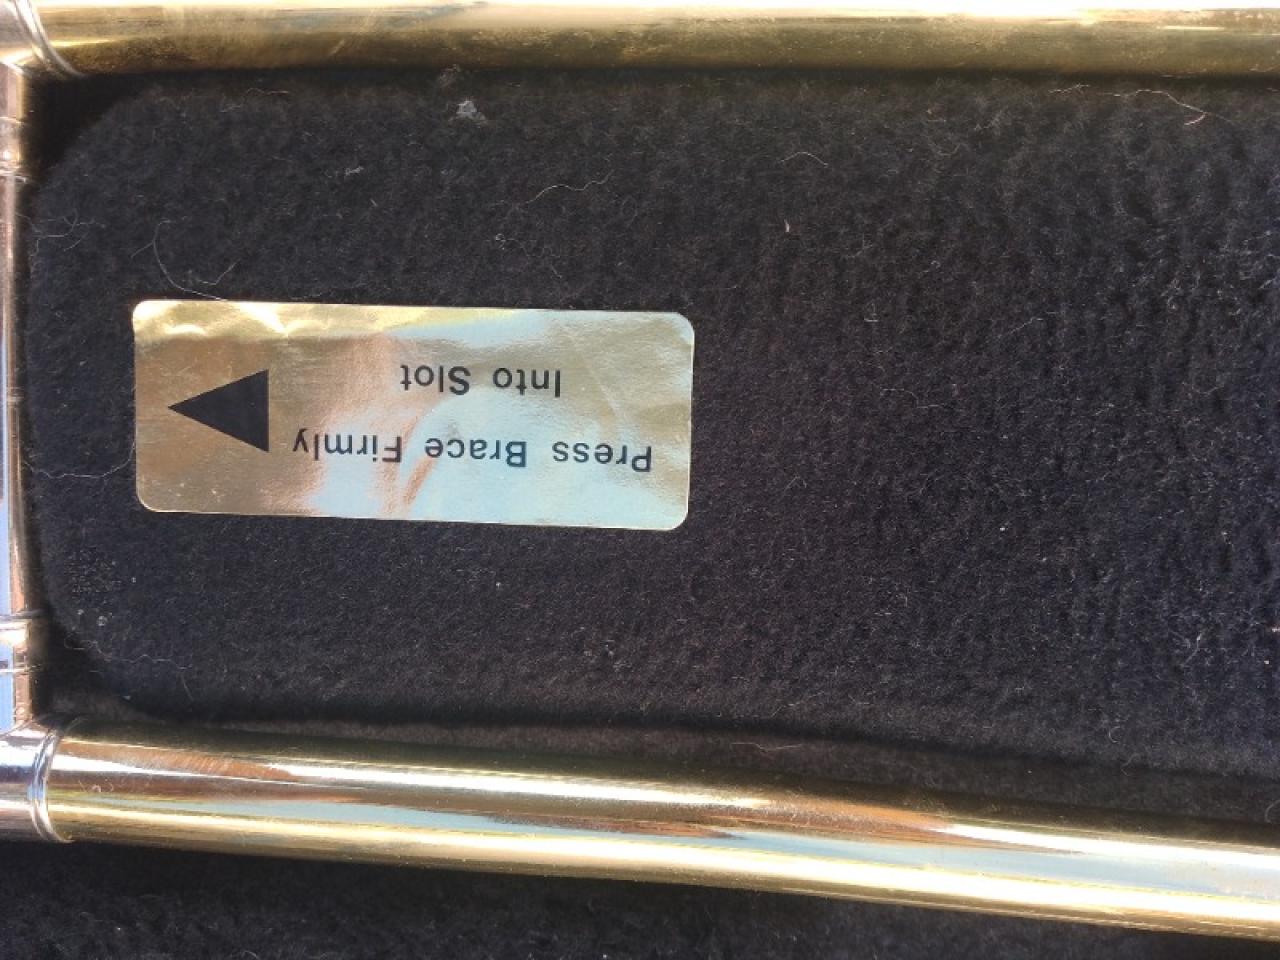 Press Brace Firmly
Into Slot